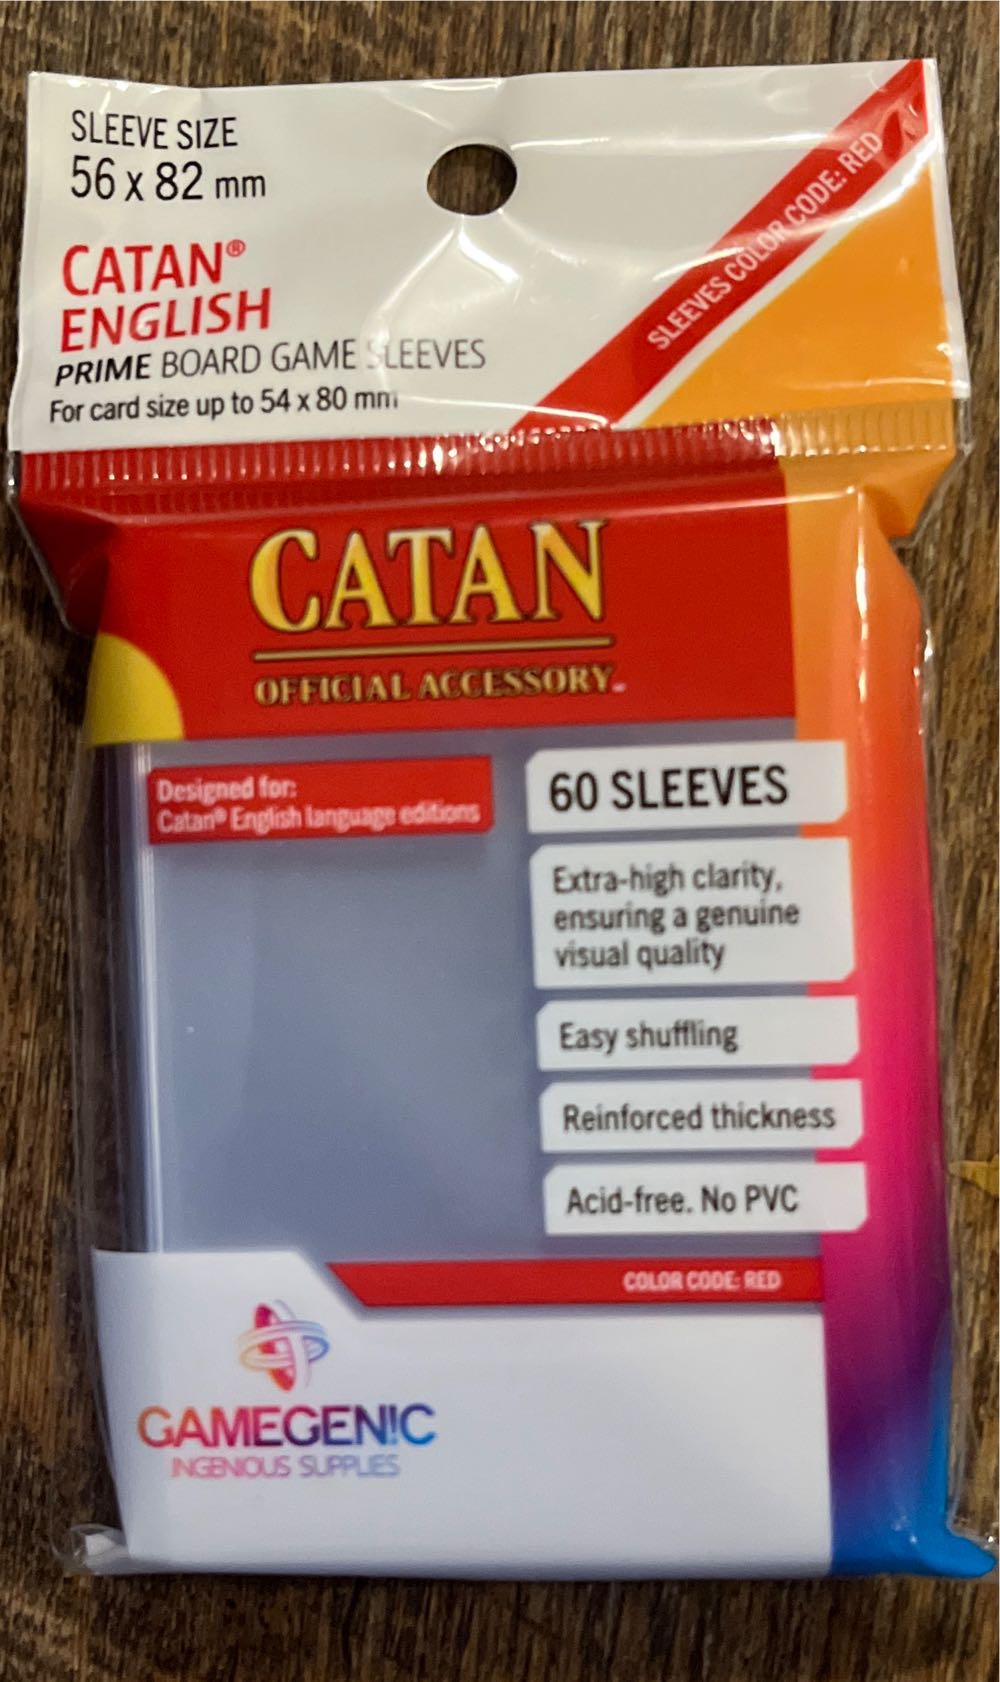 SLEEVE SIZE
56 x 82 mm
CATAN®
ENGLISH
PRIME BOARD GAME SLEEVES
For card size up to 54 x 80 mm
SLEEVES COLOR CODE: RED
CATAN
OFFICIAL ACCESSORY
Designed for:
Catan® English language editions
60 SLEEVES
Extra-high clarity,
ensuring a genuine
visual quality
Easy shuffling
Reinforced thickness
Acid-free. No PVC
COLOR CODE: RED
GAMEGEN!C
INGENIOUS SUPPLIES